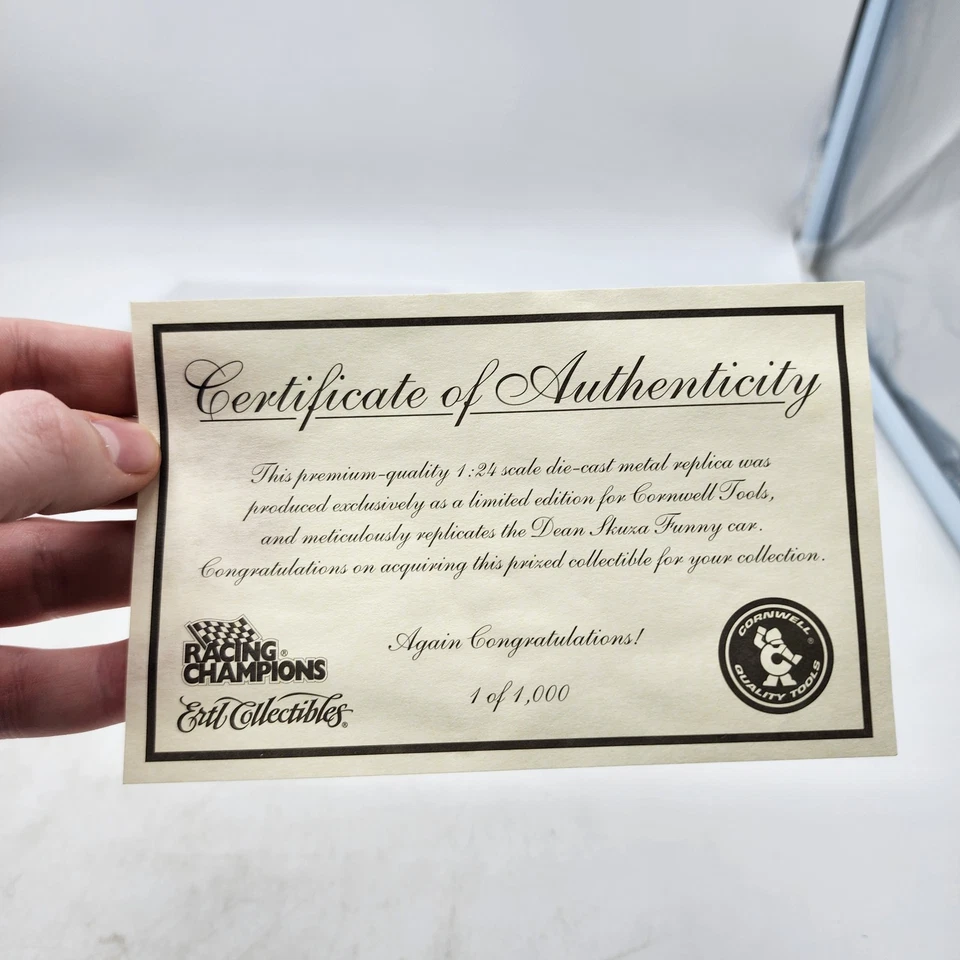 Certificate of Authenticity
This premium-quality 1:24 scale die-cast metal replica was
produced exclusively as a limited edition for Cornwell Tools,
and meticulously replicates the Dean Skuza Funny car.
Congratulations on acquiring this prized collectible for your collection.
Again Congratulations!
1 of 1,000
RACING®
CHAMPIONS
Ertl Collectibles®
CORNWELL®
QUALITY TOOLS